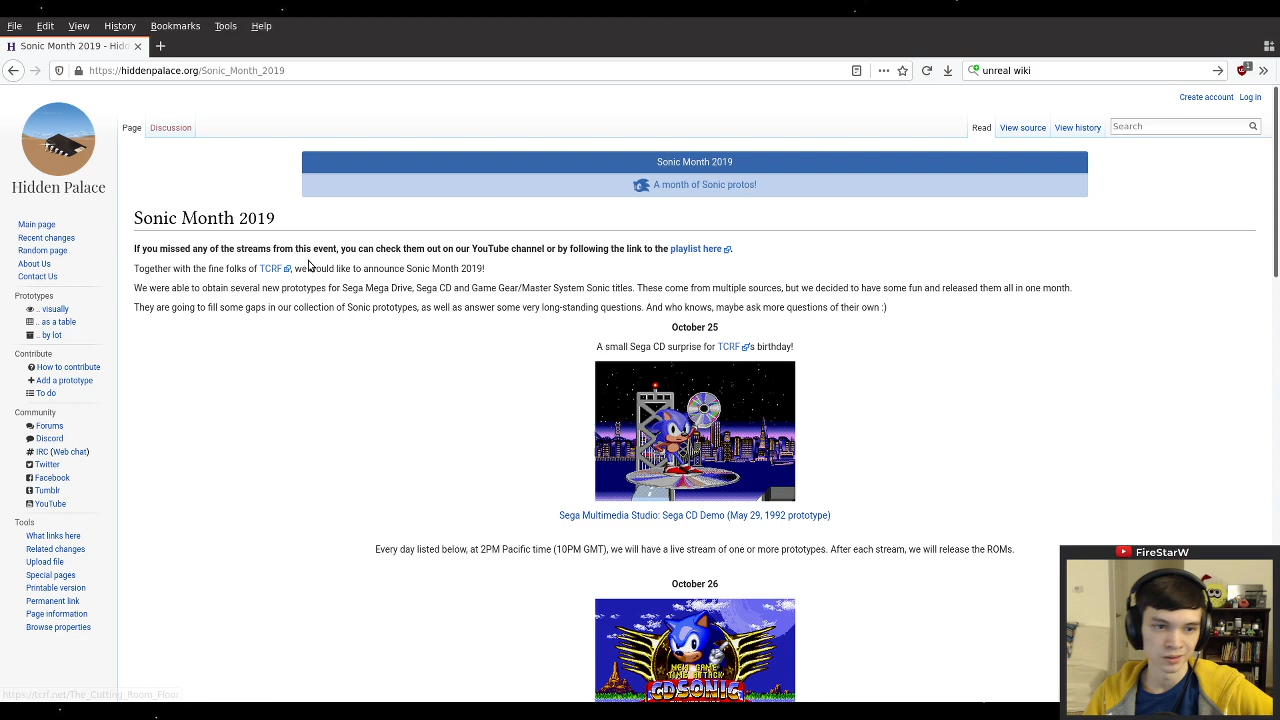 File Edit View History Bookmarks Tools Help
Sonic Month 2019 - Hidd
https://hiddenpalace.org/Sonic_Month_2019
unreal wiki
1
Create account Log in
Page Discussion
Read View source View history
Search
Hidden Palace
Main page
Recent changes
Random page
About Us
Contact Us
Prototypes
.. visually
.. as a table
.. by lot
Contribute
How to contribute
Add a prototype
To do
Community
Forums
Discord
IRC (Web chat)
Twitter
Facebook
Tumblr
YouTube
Tools
What links here
Related changes
Upload file
Special pages
Printable version
Permanent link
Page information
Browse properties
Sonic Month 2019
A month of Sonic protos!
Sonic Month 2019
If you missed any of the streams from this event, you can check them out on our YouTube channel or by following the link to the playlist here.
Together with the fine folks of TCRF, we would like to announce Sonic Month 2019!
We were able to obtain several new prototypes for Sega Mega Drive, Sega CD and Game Gear/Master System Sonic titles. These come from multiple sources, but we decided to have some fun and released them all in one month.
They are going to fill some gaps in our collection of Sonic prototypes, as well as answer some very long-standing questions. And who knows, maybe ask more questions of their own :)
October 25
A small Sega CD surprise for TCRF's birthday!
Sega Multimedia Studio: Sega CD Demo (May 29, 1992 prototype)
Every day listed below, at 2PM Pacific time (10PM GMT), we will have a live stream of one or more prototypes. After each stream, we will release the ROMs.
October 26
NEW GAME
TIME ATTACK
CD SONIC
FireStarW
https://tcrf.net/The_Cutting_Room_Floor